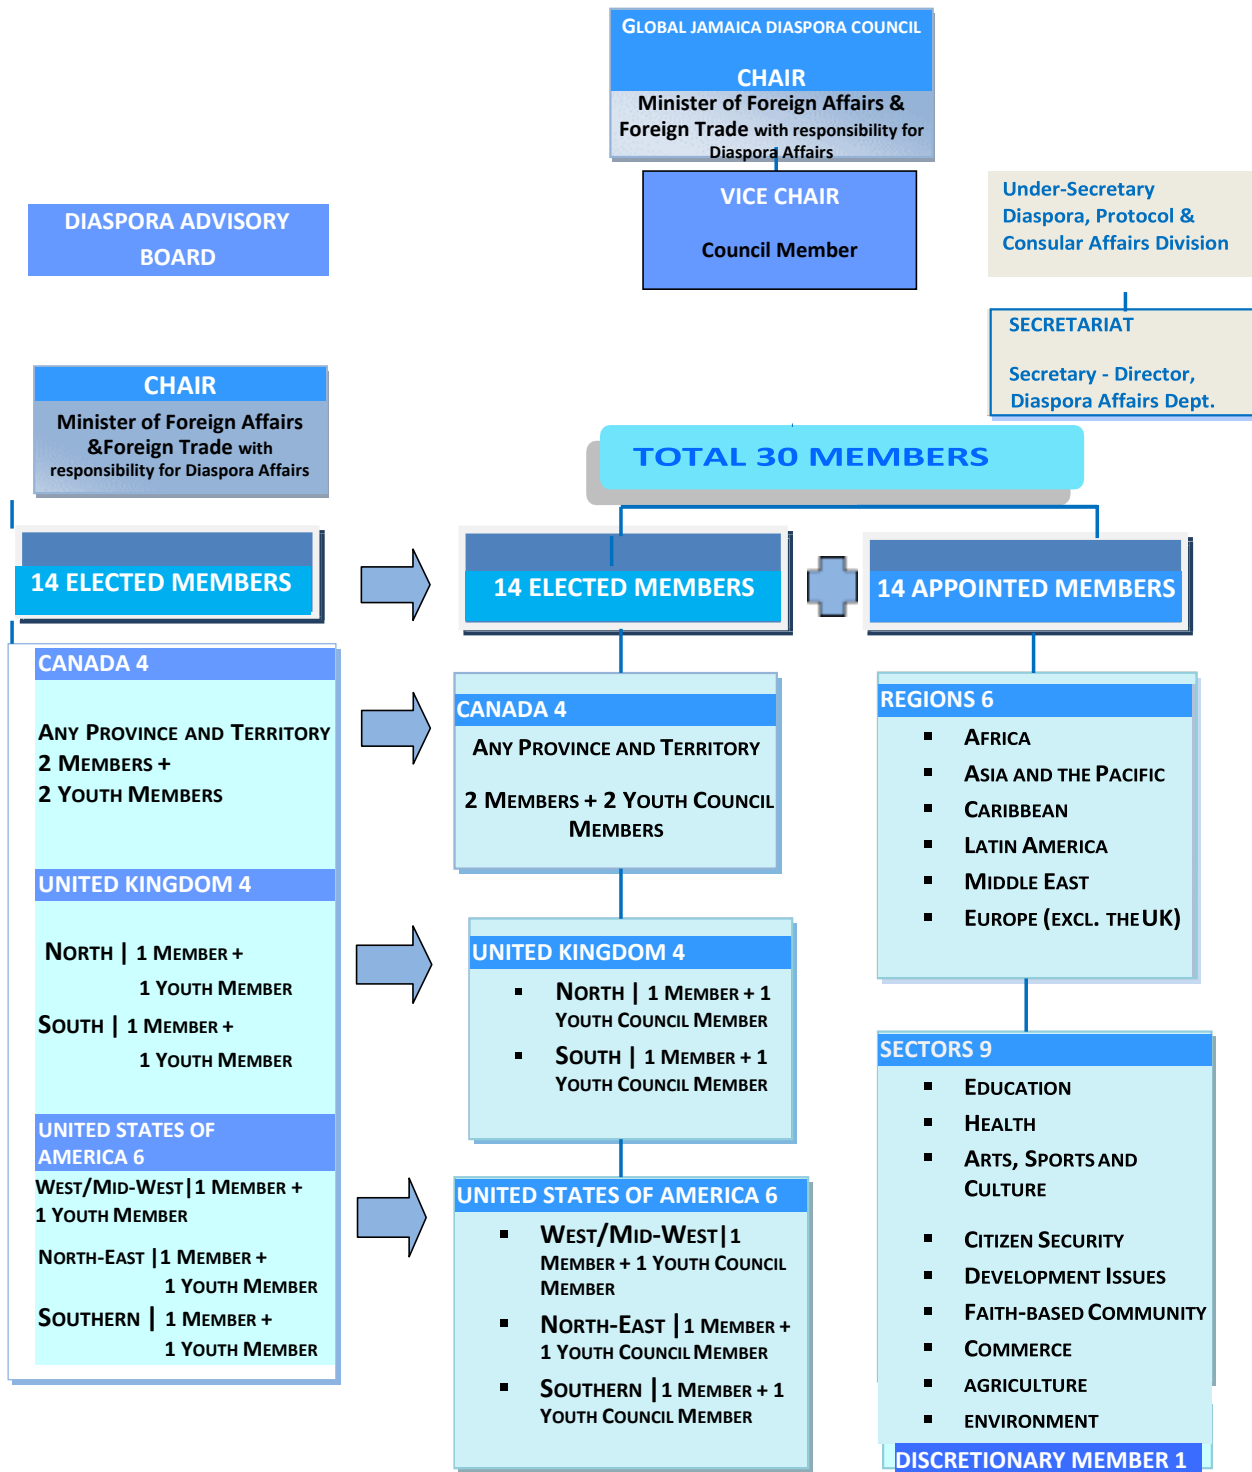 GLOBAL JAMAICA DIASPORA COUNCIL
CHAIR
Minister of Foreign Affairs &
Foreign Trade with responsibility for
Diaspora Affairs
VICE CHAIR
Council Member
Under-Secretary
Diaspora, Protocol &
Consular Affairs Division
SECRETARIAT
Secretary - Director,
Diaspora Affairs Dept.
DIASPORA ADVISORY
BOARD
CHAIR
Minister of Foreign Affairs
&Foreign Trade with
responsibility for Diaspora Affairs
TOTAL 30 MEMBERS
14 ELECTED MEMBERS
14 ELECTED MEMBERS
14 APPOINTED MEMBERS
CANADA 4
ANY PROVINCE AND TERRITORY
2 MEMBERS +
2 YOUTH MEMBERS
UNITED KINGDOM 4
NORTH | 1 MEMBER +
1 YOUTH MEMBER
SOUTH | 1 MEMBER +
1 YOUTH MEMBER
UNITED STATES OF
AMERICA 6
WEST/MID-WEST|1 MEMBER +
1 YOUTH MEMBER
NORTH-EAST |1 MEMBER +
1 YOUTH MEMBER
SOUTHERN | 1 MEMBER +
1 YOUTH MEMBER
CANADA 4
ANY PROVINCE AND TERRITORY
2 MEMBERS + 2 YOUTH COUNCIL
MEMBERS
UNITED KINGDOM 4
▪ NORTH | 1 MEMBER + 1
YOUTH COUNCIL MEMBER
▪ SOUTH | 1 MEMBER + 1
YOUTH COUNCIL MEMBER
UNITED STATES OF AMERICA 6
▪ WEST/MID-WEST|1
MEMBER + 1 YOUTH COUNCIL
MEMBER
▪ NORTH-EAST |1 MEMBER +
1 YOUTH COUNCIL MEMBER
▪ SOUTHERN |1 MEMBER + 1
YOUTH COUNCIL MEMBER
REGIONS 6
▪ AFRICA
▪ ASIA AND THE PACIFIC
▪ CARIBBEAN
▪ LATIN AMERICA
▪ MIDDLE EAST
▪ EUROPE (EXCL. THE UK)
SECTORS 9
▪ EDUCATION
▪ HEALTH
▪ ARTS, SPORTS AND
CULTURE
▪ CITIZEN SECURITY
▪ DEVELOPMENT ISSUES
▪ FAITH-BASED COMMUNITY
▪ COMMERCE
▪ AGRICULTURE
▪ ENVIRONMENT
DISCRETIONARY MEMBER 1